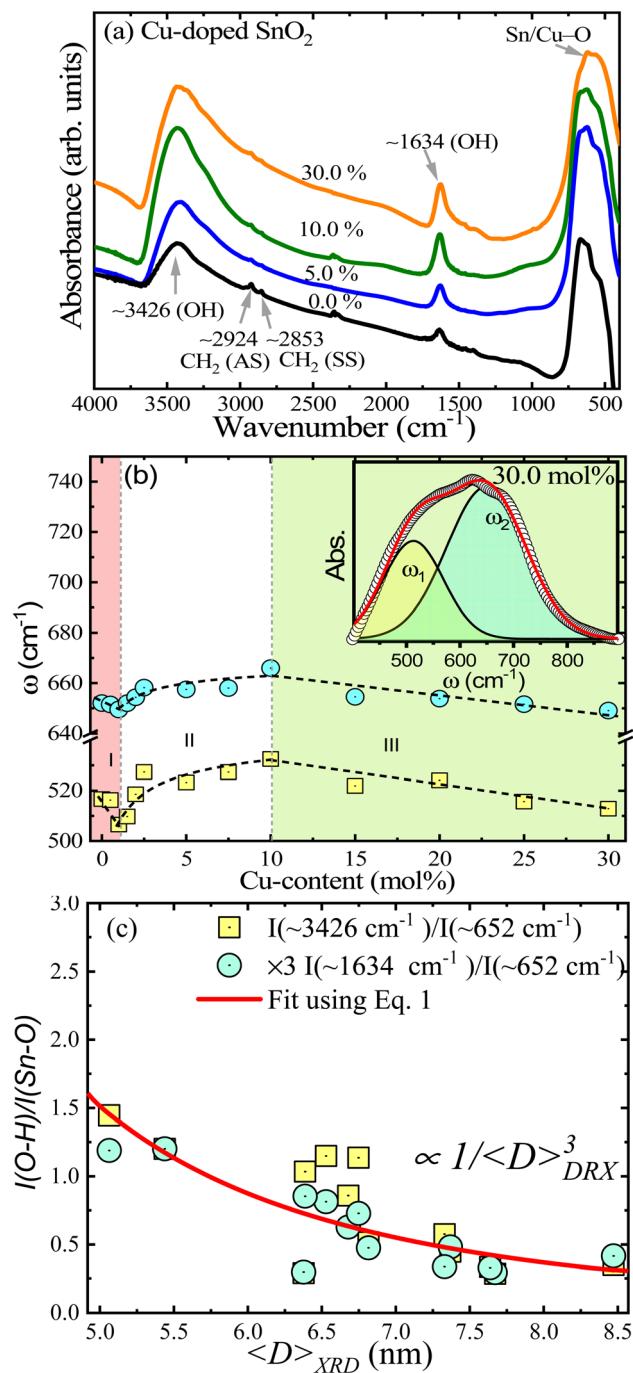 (a) Cu-doped SnO₂
Sn/Cu–O
Absorbance (arb. units)
~1634 (OH)
30.0 %
10.0 %
5.0 %
0.0 %
~3426 (OH)
~2924
CH₂ (AS)
~2853
CH₂ (SS)
4000 3500 3000 2500 2000 1500 1000 500
Wavenumber (cm⁻¹)
(b)
740
720
700
680
660
640
520
500
ω (cm⁻¹)
30.0 mol%
Abs.
ω₁
ω₂
500 600 700 800
ω (cm⁻¹)
I
II
III
0 5 10 15 20 25 30
Cu-content (mol%)
(c)
3.0
2.5
2.0
1.5
1.0
0.5
0.0
I(O-H)/I(Sn-O)
I(~3426 cm⁻¹ )/I(~652 cm⁻¹)
×3 I(~1634 cm⁻¹ )/I(~652 cm⁻¹)
Fit using Eq. 1
∝ 1/<D>³DRX
5.0 5.5 6.0 6.5 7.0 7.5 8.0 8.5
<D>XRD (nm)